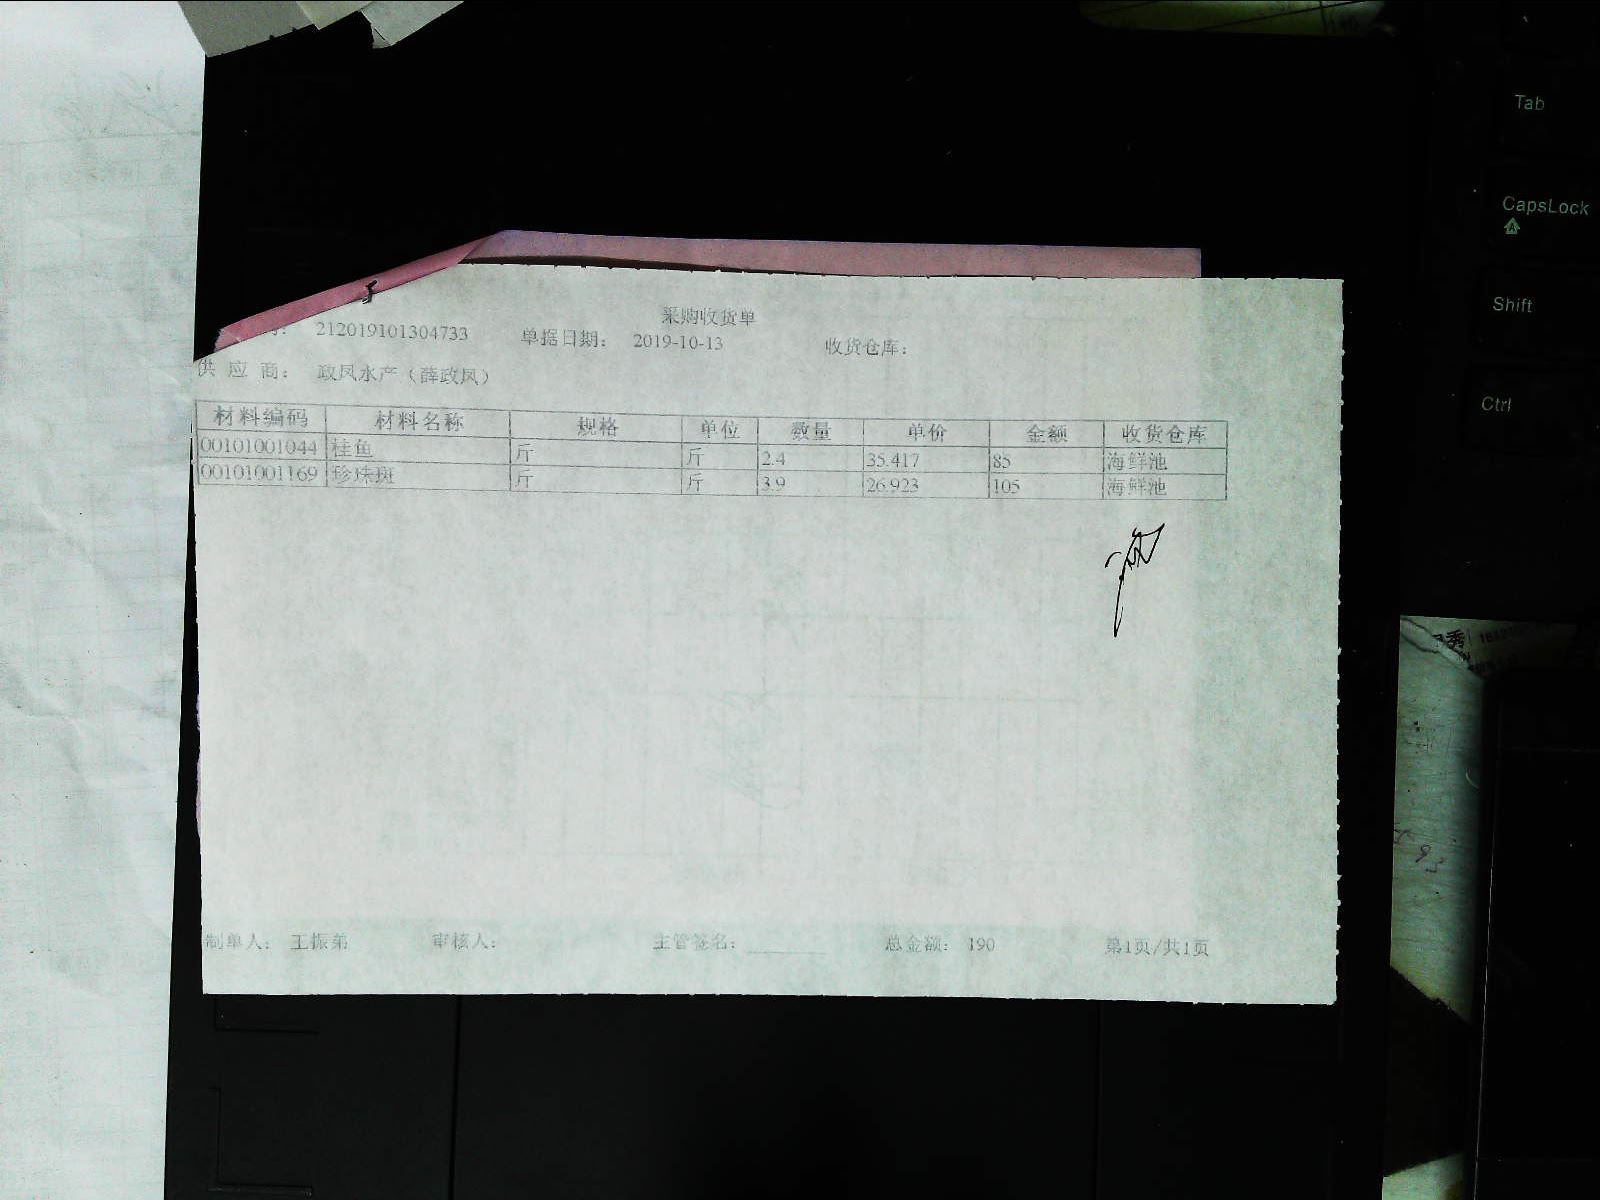 采购收货单
212019101304733 单据日期： 2019-10-13 收货仓库：
供 应 商： 政凤水产（薛政凤）
材料编码 材料名称 规格 单位 数量 单价 金额 收货仓库
00101001044 桂鱼 斤 斤 2.4 35.417 85 海鲜池
00101001169 珍珠斑 斤 斤 3.9 26.923 105 海鲜池
制单人： 王振弟 审核人： 主管签名： 总金额： 190 第1页/共1页
Tab
CapsLock
Shift
Ctrl